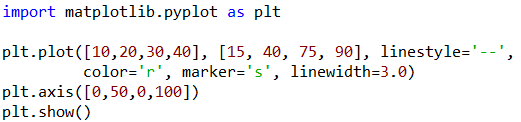 import matplotlib.pyplot as plt

plt.plot([10,20,30,40], [15, 40, 75, 90], linestyle='--',
         color='r', marker='s', linewidth=3.0)
plt.axis([0,50,0,100])
plt.show()